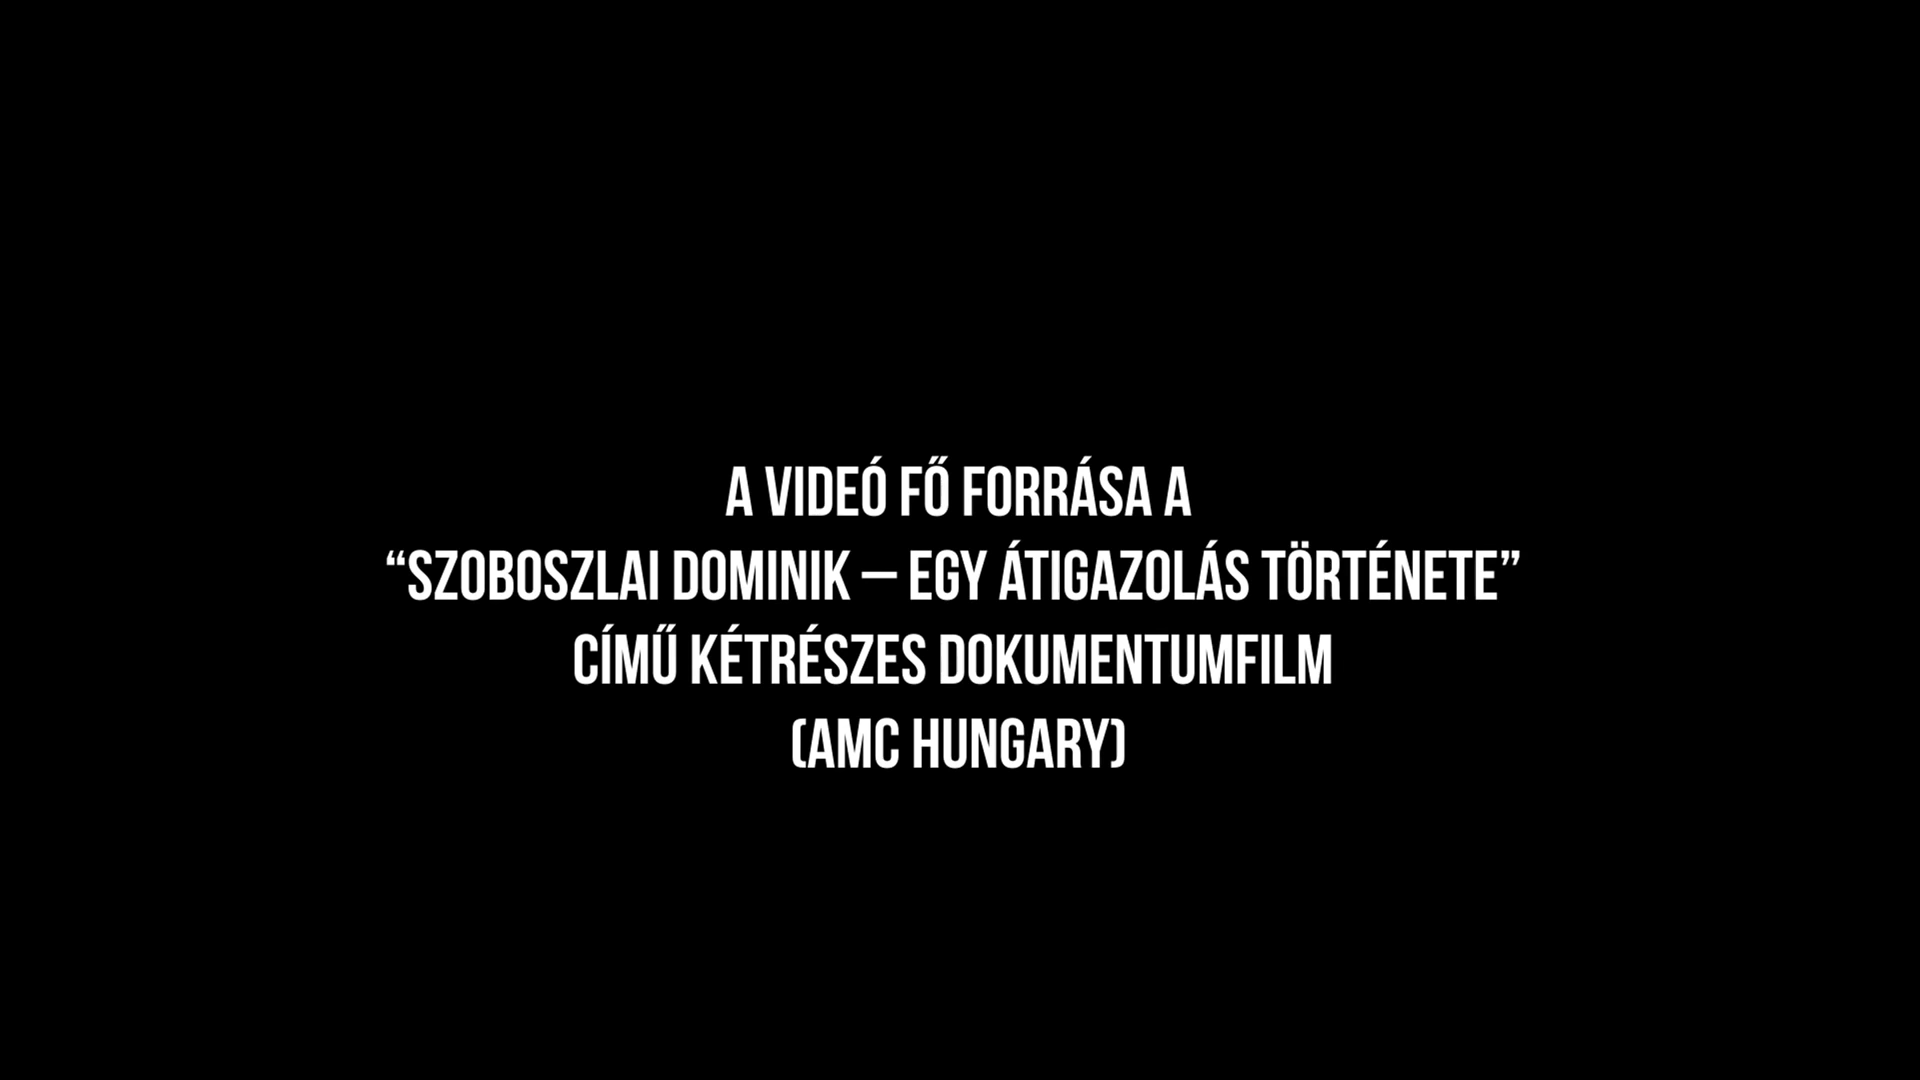 A VIDEÓ FŐ FORRÁSA A
“SZOBOSZLAI DOMINIK – EGY ÁTIGAZOLÁS TÖRTÉNETE”
CÍMŰ KÉTRÉSZES DOKUMENTUMFILM
(AMC HUNGARY)